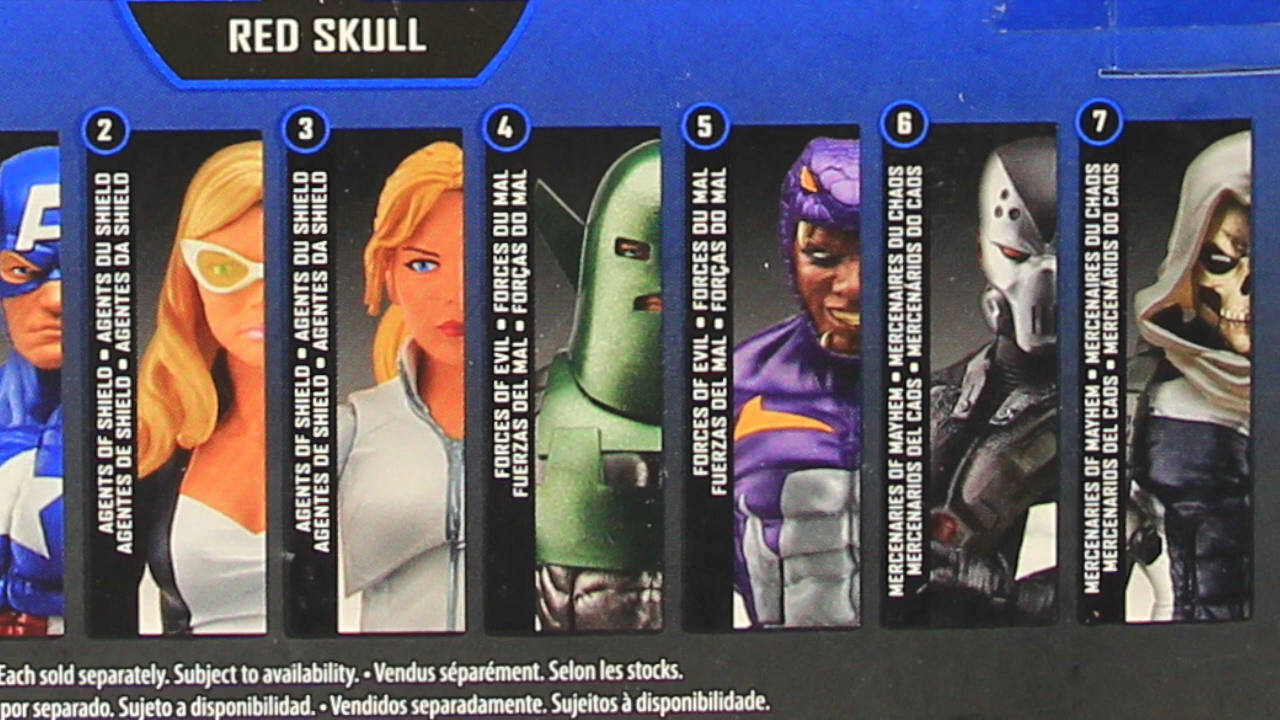 RED SKULL
2
AGENTS OF SHIELD • AGENTS DU SHIELD
AGENTES DE SHIELD • AGENTES DA SHIELD
3
AGENTS OF SHIELD • AGENTS DU SHIELD
AGENTES DE SHIELD • AGENTES DA SHIELD
4
FORCES OF EVIL • FORCES DU MAL
FUERZAS DEL MAL • FORÇAS DO MAL
5
FORCES OF EVIL • FORCES DU MAL
FUERZAS DEL MAL • FORÇAS DO MAL
6
MERCENARIES OF MAYHEM • MERCENAIRES DU CHAOS
MERCENARIOS DEL CAOS • MERCENÁRIOS DO CAOS
7
MERCENARIES OF MAYHEM • MERCENAIRES DU CHAOS
MERCENARIOS DEL CAOS • MERCENÁRIOS DO CAOS
A
Each sold separately. Subject to availability. • Vendus séparément. Selon les stocks.
por separado. Sujeto a disponibilidad. • Vendidos separadamente. Sujeitos à disponibilidade.